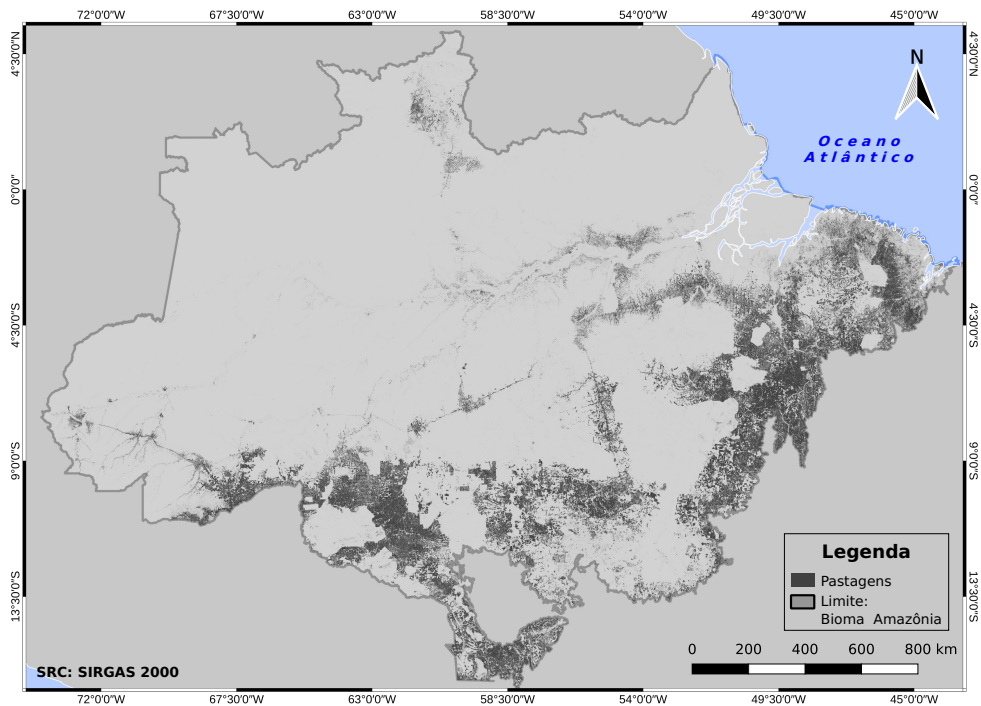 72°0'0"W 67°30'0"W 63°0'0"W 58°30'0"W 54°0'0"W 49°30'0"W 45°0'0"W
4°30'0"N
4°30'0"N
N
Oceano
Atlântico
0°0'0"
0°0'0"
4°30'0"S
4°30'0"S
9°0'0"S
9°0'0"S
13°30'0"S
13°30'0"S
Legenda
Pastagens
Limite:
Bioma Amazônia
0 200 400 600 800 km
SRC: SIRGAS 2000
72°0'0"W 67°30'0"W 63°0'0"W 58°30'0"W 54°0'0"W 49°30'0"W 45°0'0"W